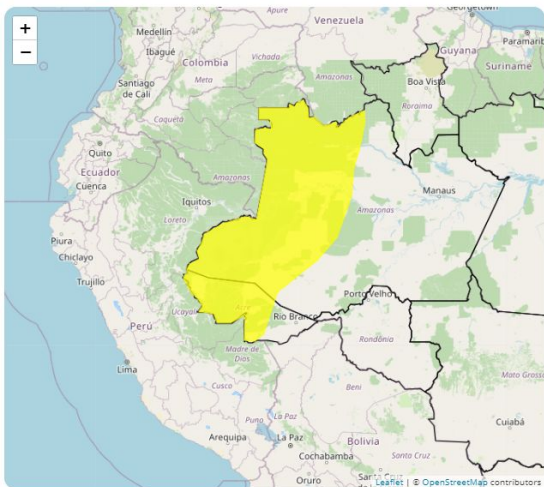 Georgetown
Apure
Venezuela
+
Medellín
Paramaribo
−
Ibagué
Colombia
Vichada
Guyana
Suriname
Meta
Amazonas
Santiago
de Cali
Boa Vista
Roraima
Caquetá
Quito
Ecuador
Cuenca
Amazonas
Manaus
Iquitos
Loreto
Amazonas
Piura
Chiclayo
Trujillo
Porto Velho
Ucayali
Acre
Rio Branco
Perú
Madre de
Dios
Rondônia
Lima
Cusco
Beni
Mato Grosso
Puno
La Paz
Cuiabá
Arequipa
La Paz
Bolivia
Cochabamba
Santa Cruz
Oruro
Santa Cruz
Leaflet | © OpenStreetMap contributors